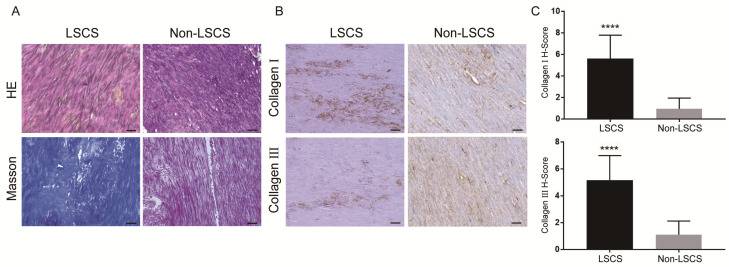 A
LSCS
Non-LSCS
HE
Masson
B
LSCS
Non-LSCS
Collagen I
Collagen III
C
Collagen I H-Score
10
8
6
4
2
0
****
LSCS
Non-LSCS
Collagen III H-Score
8
6
4
2
0
****
LSCS
Non-LSCS